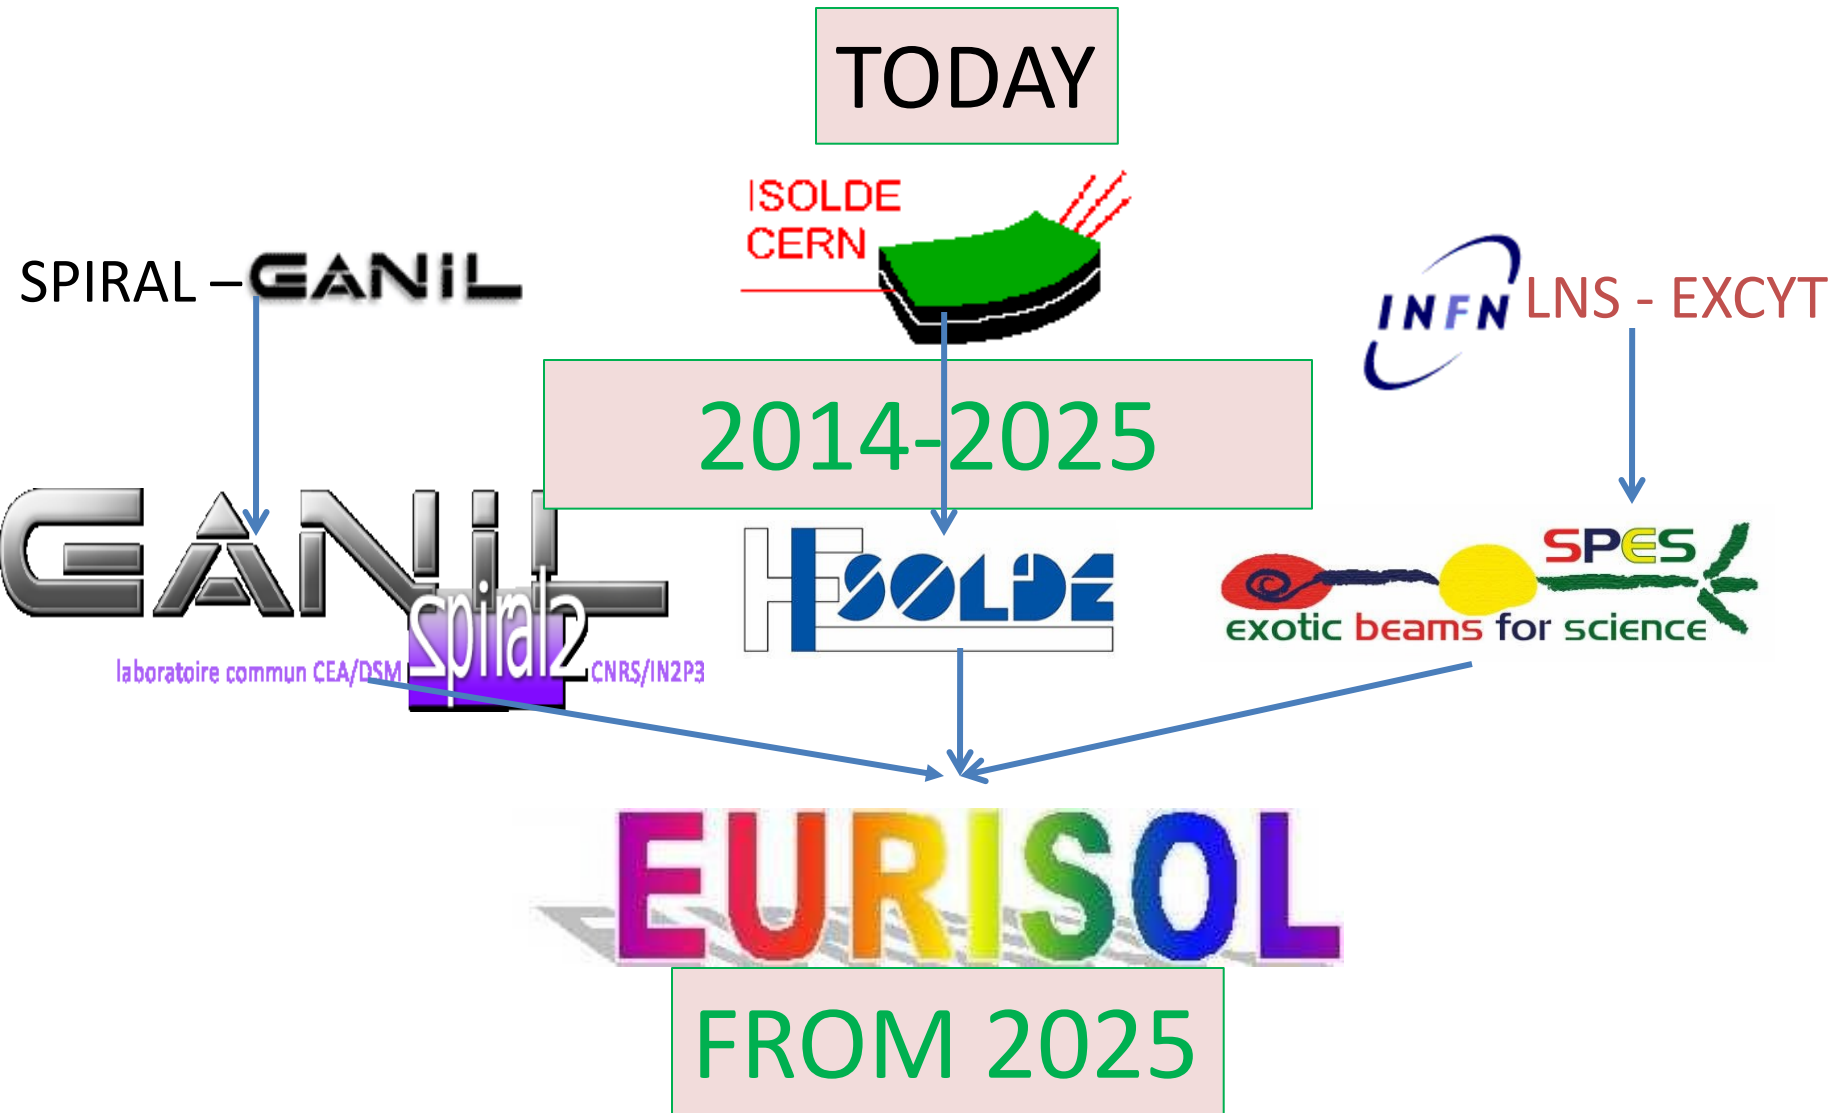 TODAY
ISOLDE
CERN
SPIRAL – GANIL
INFN LNS - EXCYT
2014-2025
GANIL
spiral2
laboratoire commun CEA/DSM CNRS/IN2P3
HE ISOLDE
SPES
exotic beams for science
EURISOL
FROM 2025